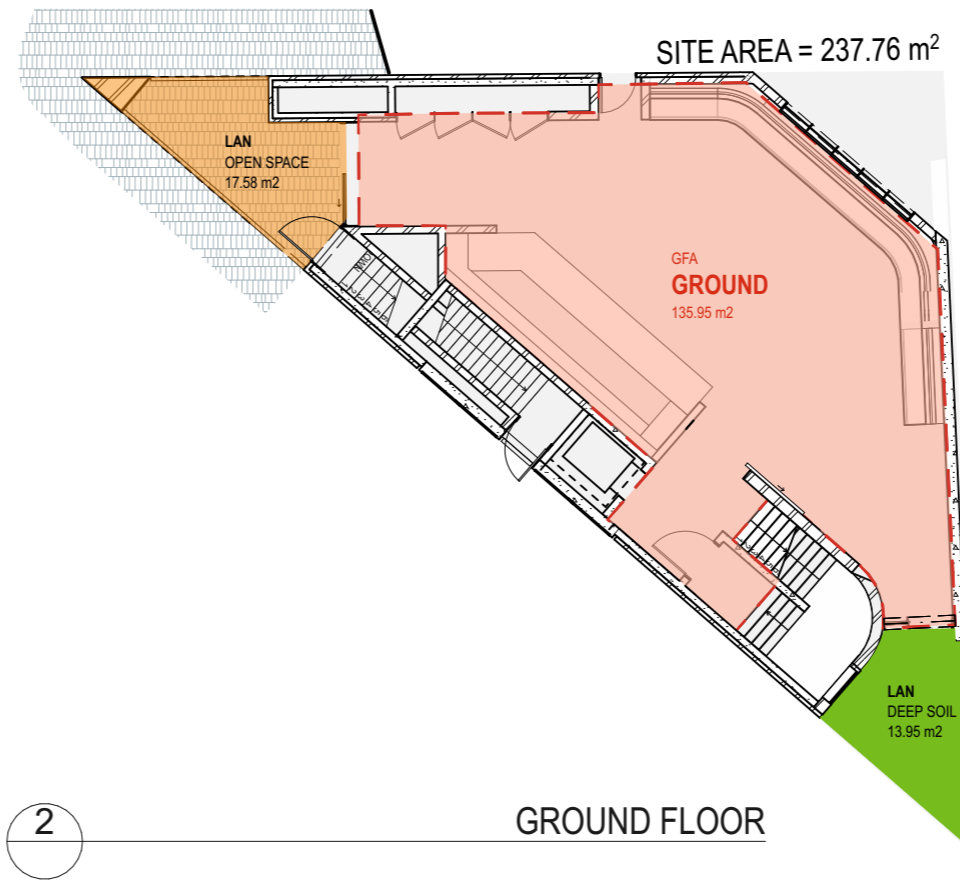 SITE AREA = 237.76 m²
LAN
OPEN SPACE
17.58 m2
GFA
GROUND
135.95 m2
DOWN
LAN
DEEP SOIL
13.95 m2
2
GROUND FLOOR